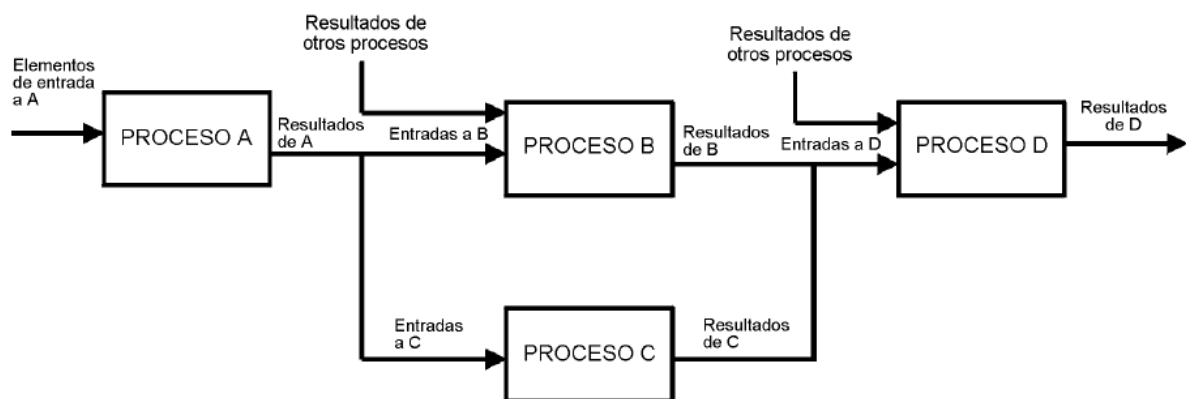 Resultados de
otros procesos
Resultados de
otros procesos
Elementos
de entrada
a A
PROCESO A
Resultados
de A
Entradas a B
PROCESO B
Resultados
de B
Entradas a D
PROCESO D
Resultados
de D
Entradas
a C
PROCESO C
Resultados
de C